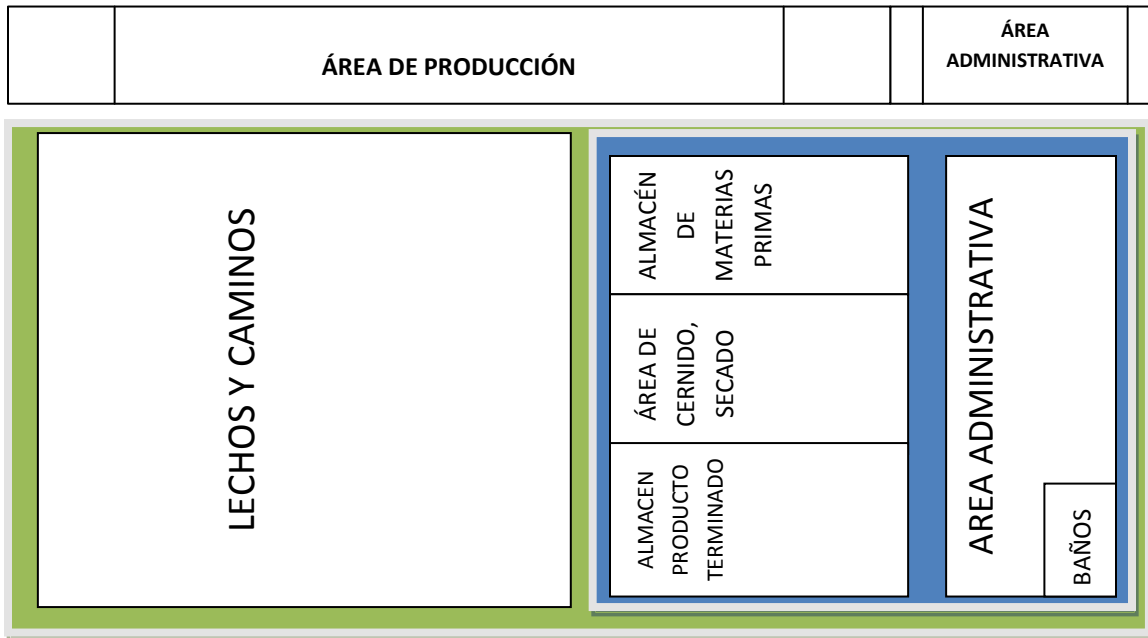 ÁREA DE PRODUCCIÓN
ÁREA
ADMINISTRATIVA
LECHOS Y CAMINOS
ALMACÉN
DE
MATERIAS
PRIMAS
ÁREA DE
CERNIDO,
SECADO
ALMACEN
PRODUCTO
TERMINADO
AREA ADMINISTRATIVA
BAÑOS